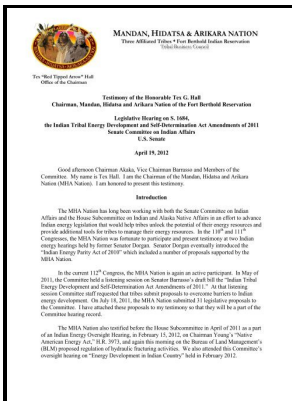 MANDAN, HIDATSA & ARIKARA NATION
Three Affiliated Tribes * Fort Berthold Indian Reservation
Tribal Business Council
Tex "Red Tipped Arrow" Hall
Office of the Chairman
Testimony of the Honorable Tex G. Hall
Chairman, Mandan, Hidatsa and Arikara Nation of the Fort Berthold Reservation
Legislative Hearing on S. 1684,
the Indian Tribal Energy Development and Self-Determination Act Amendments of 2011
Senate Committee on Indian Affairs
U.S. Senate
April 19, 2012
Good afternoon Chairman Akaka, Vice Chairman Barrasso and Members of the
Committee. My name is Tex Hall. I am the Chairman of the Mandan, Hidatsa and Arikara
Nation (MHA Nation). I am honored to present this testimony.
Introduction
The MHA Nation has long been working with both the Senate Committee on Indian
Affairs and the House Subcommittee on Indian and Alaska Native Affairs in an effort to advance
Indian energy legislation that would help tribes unlock the potential of their energy resources and
provide additional tools for tribes to manage their energy resources. In the 110th and 111th
Congresses, the MHA Nation was fortunate to participate and present testimony at two Indian
energy hearings held by former Senator Dorgan. Senator Dorgan eventually introduced the
"Indian Energy Parity Act of 2010" which included a number of proposals supported by the
MHA Nation.
In the current 112th Congress, the MHA Nation is again an active participant. In May of
2011, the Committee held a listening session on Senator Barrasso's draft bill the "Indian Tribal
Energy Development and Self-Determination Act Amendments of 2011." At that listening
session Committee staff requested that tribes submit proposals to overcome barriers to Indian
energy development. On July 18, 2011, the MHA Nation submitted 31 legislative proposals to
the Committee. I have attached these proposals to my testimony so that they will be a part of the
Committee hearing record.
The MHA Nation also testified before the House Subcommittee in April of 2011 as a part
of an Indian Energy Oversight Hearing, in February 15, 2012, on Chairman Young's "Native
American Energy Act," H.R. 3973, and again this morning on the Bureau of Land Management's
(BLM) proposed regulation of hydraulic fracturing activities. We also attended this Committee's
oversight hearing on "Energy Development in Indian Country" held in February 2012.